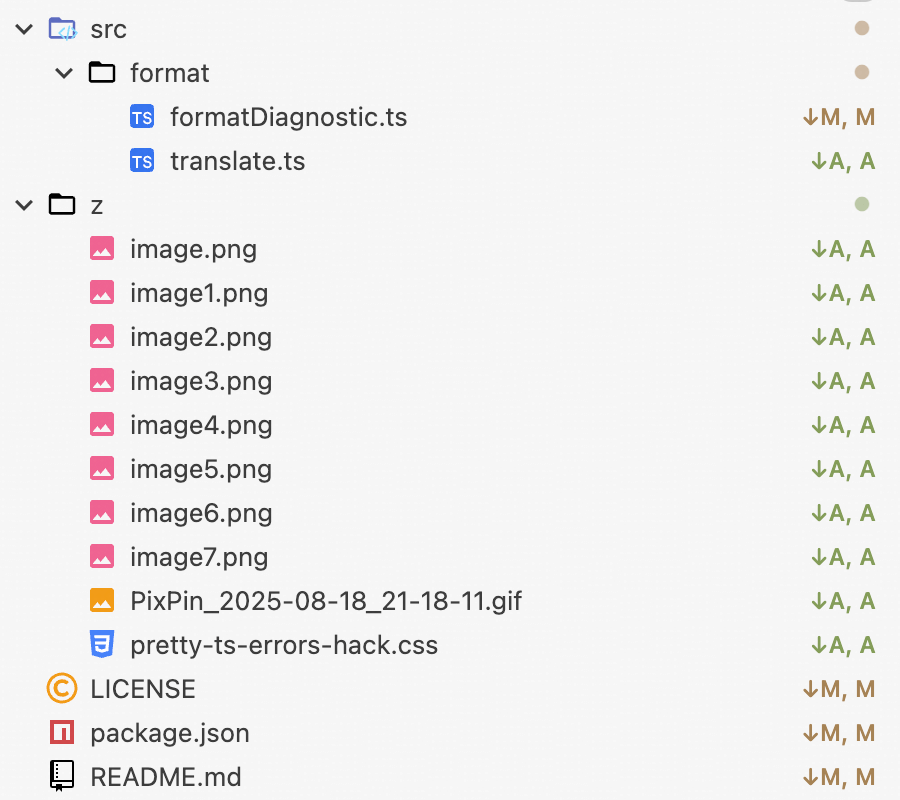 src
format
TS formatDiagnostic.ts ↓M, M
TS translate.ts ↓A, A
z
image.png ↓A, A
image1.png ↓A, A
image2.png ↓A, A
image3.png ↓A, A
image4.png ↓A, A
image5.png ↓A, A
image6.png ↓A, A
image7.png ↓A, A
PixPin_2025-08-18_21-18-11.gif ↓A, A
pretty-ts-errors-hack.css ↓A, A
LICENSE ↓M, M
package.json ↓M, M
README.md ↓M, M